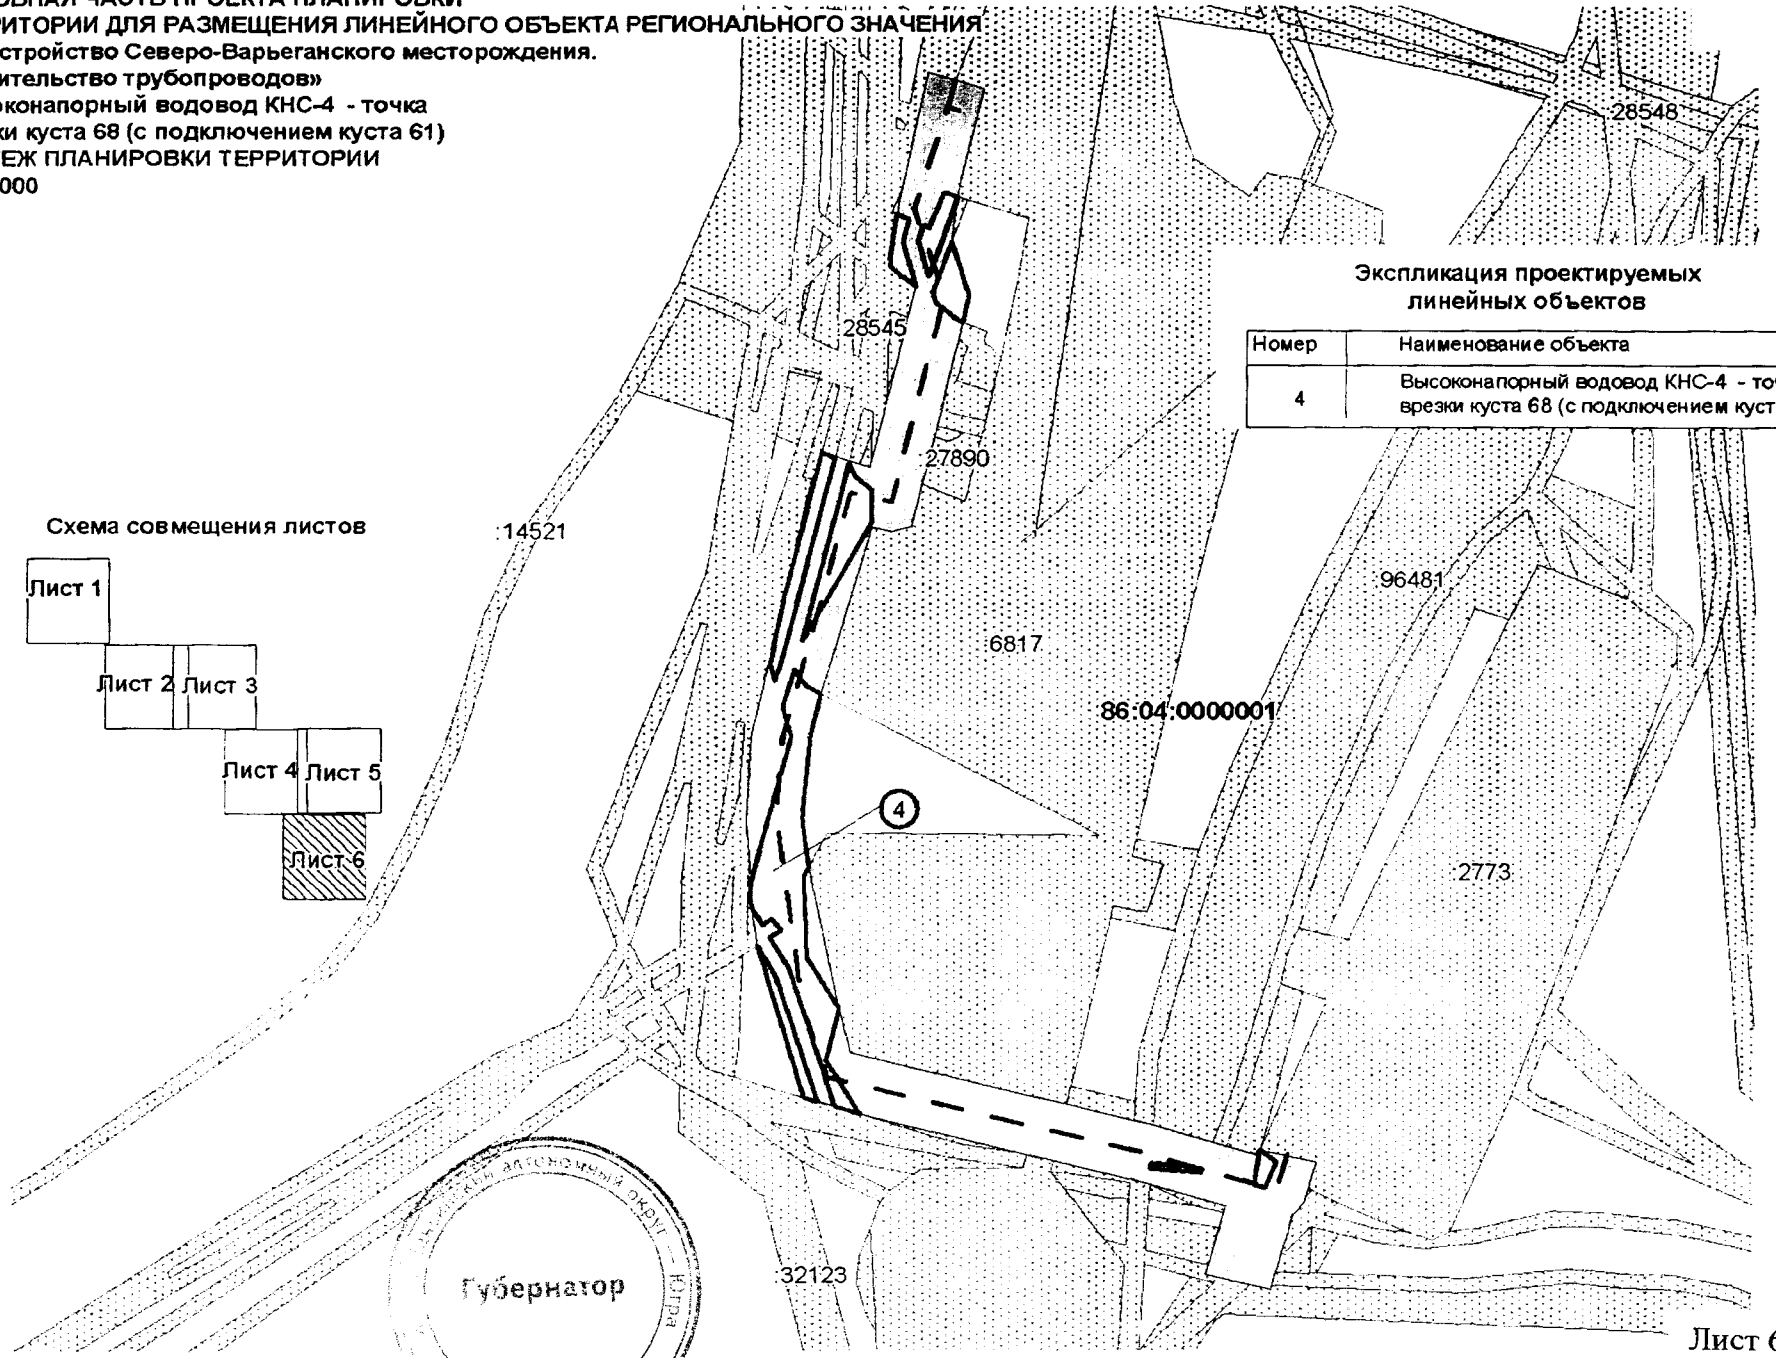 ПРОЕКТА ПЛАНИРОВКИ
РИТОРИИ ДЛЯ РАЗМЕЩЕНИЯ ЛИНЕЙНОГО ОБЪЕКТА РЕГИОНАЛЬНОГО ЗНАЧЕНИЯ
стройство Северо-Варьеганского месторождения.
ительство трубопроводов»
оконапорный водовод КНС-4 - точка
ки куста 68 (с подключением куста 61)
ЕЖ ПЛАНИРОВКИ ТЕРРИТОРИИ
000
28548
Экспликация проектируемых
линейных объектов
Номер Наименование объекта
4 Высоконапорный водовод КНС-4 - то
врезки куста 68 (с подключением куст
28545
:27890
Схема совмещения листов
:14521
96481
Лист 1
:6817
Лист 2 Лист 3
86:04:0000001
Лист 4 Лист 5
4
Лист 6
:2773
автономный округ – Югра
Губернатор
:32123
Лист 6